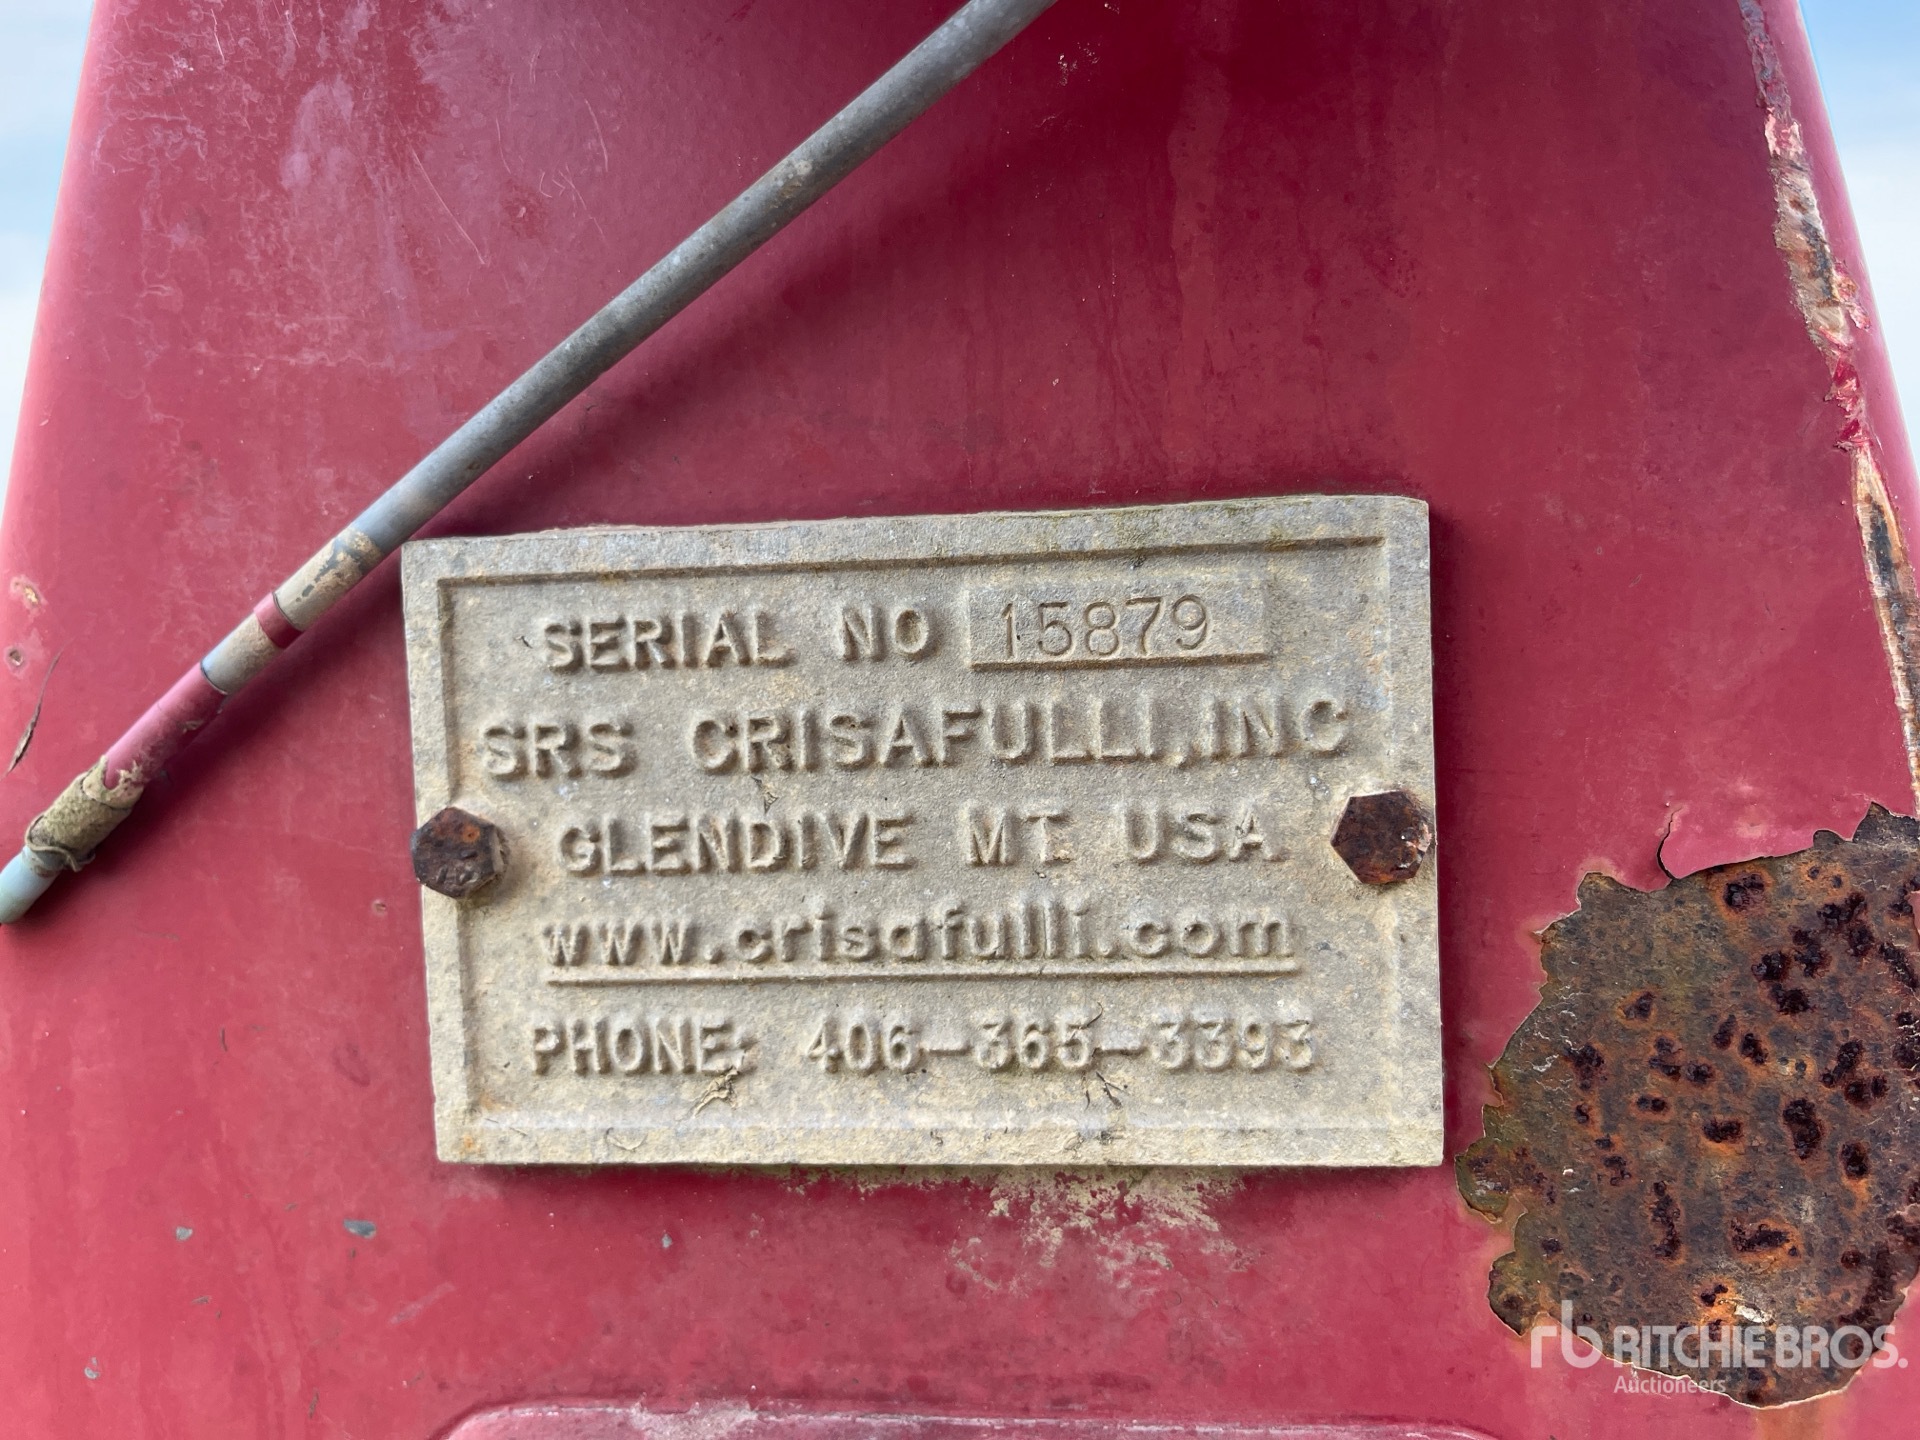 SERIAL NO 15879
SRS CRISAFULLI, INC
GLENDIVE MT. USA
www.crisafulli.com
PHONE: 406-365-3393
rb RITCHIE BROS.
Auctioneers